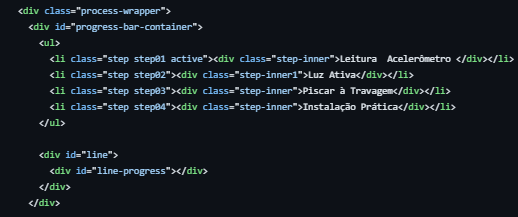 <div class="process-wrapper">
<div id="progress-bar-container">
<ul>
<li class="step step01 active"><div class="step-inner">Leitura  Acelerômetro </div></li>
<li class="step step02"><div class="step-inner1">Luz Ativa</div></li>
<li class="step step03"><div class="step-inner">Piscar à Travagem</div></li>
<li class="step step04"><div class="step-inner">Instalação Prática</div></li>
</ul>
<div id="line">
<div id="line-progress"></div>
</div>
</div>